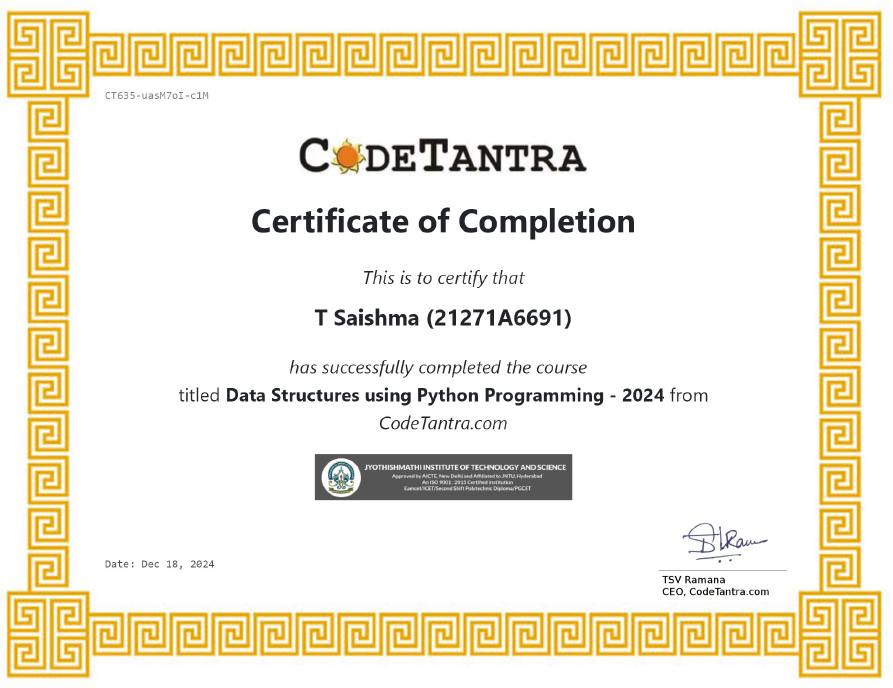 CT635-uasM7oI-c1M
CODETANTRA
Certificate of Completion
This is to certify that
T Saishma (21271A6691)
has successfully completed the course
titled Data Structures using Python Programming - 2024 from
CodeTantra.com
JYOTHISHMATHI INSTITUTE OF TECHNOLOGY AND SCIENCE
Approved by AICTE, New Delhi and Affiliated to JNTU, Hyderabad
An ISO 9001 : 2015 Certified Institution
Eamcet/ICET/Second Shift Polytechnic Diploma/PGCET
Date: Dec 18, 2024
TSV Ramana
CEO, CodeTantra.com